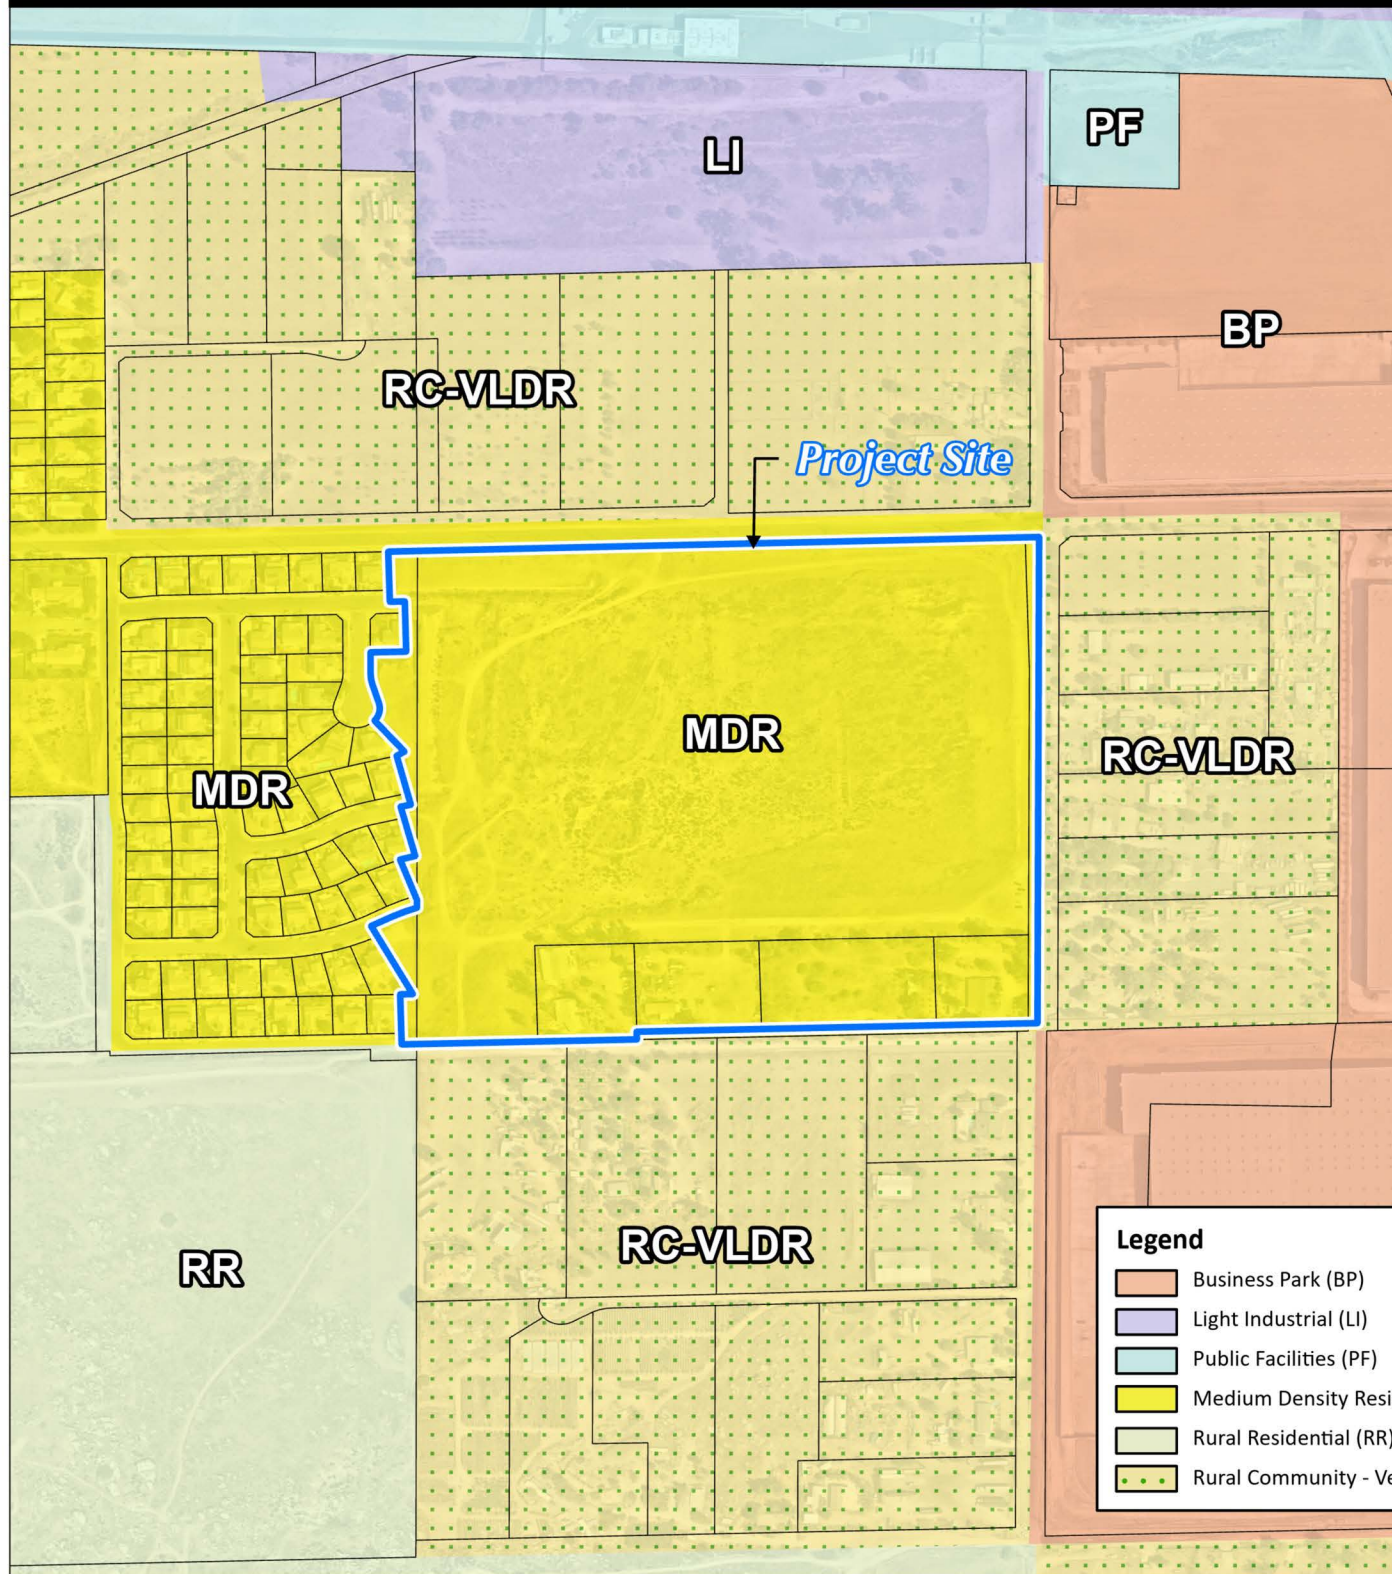 LI
PF
BP
RC-VLDR
Project Site
MDR
RC-VLDR
MDR
RC-VLDR
RR
Legend
Business Park (BP)
Light Industrial (LI)
Public Facilities (PF)
Medium Density Resi
Rural Residential (RR)
Rural Community - Ve